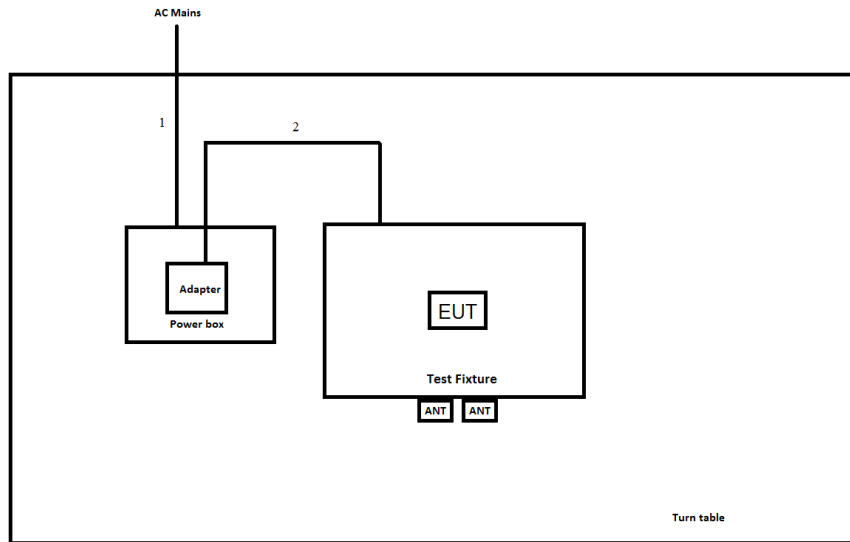 AC Mains
1
2
Adapter
Power box
EUT
Test Fixture
ANT
ANT
Turn table